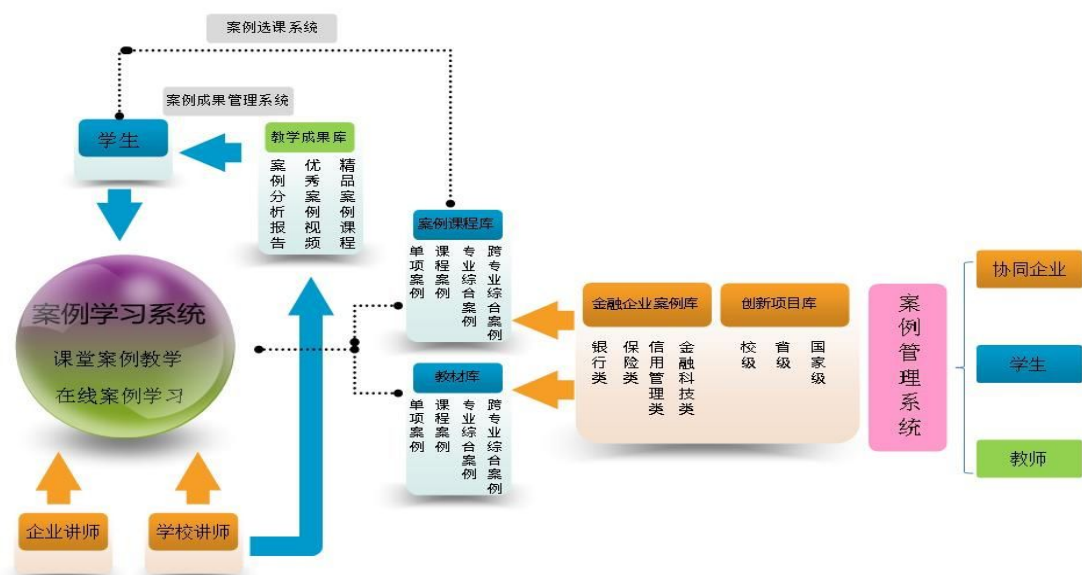 案例选课系统
案例成果管理系统
学生
教学成果库
案例分析报告
优秀案例视频
精品案例课程
案例学习系统
课堂案例教学
在线案例学习
企业讲师
学校讲师
案例课程库
单项案例
课程案例
专业综合案例
跨专业综合案例
教材库
单项案例
课程案例
专业综合案例
跨专业综合案例
金融企业案例库
银行类
保险类
信用管理类
金融科技类
创新项目库
校级
省级
国家级
案例管理系统
协同企业
学生
教师